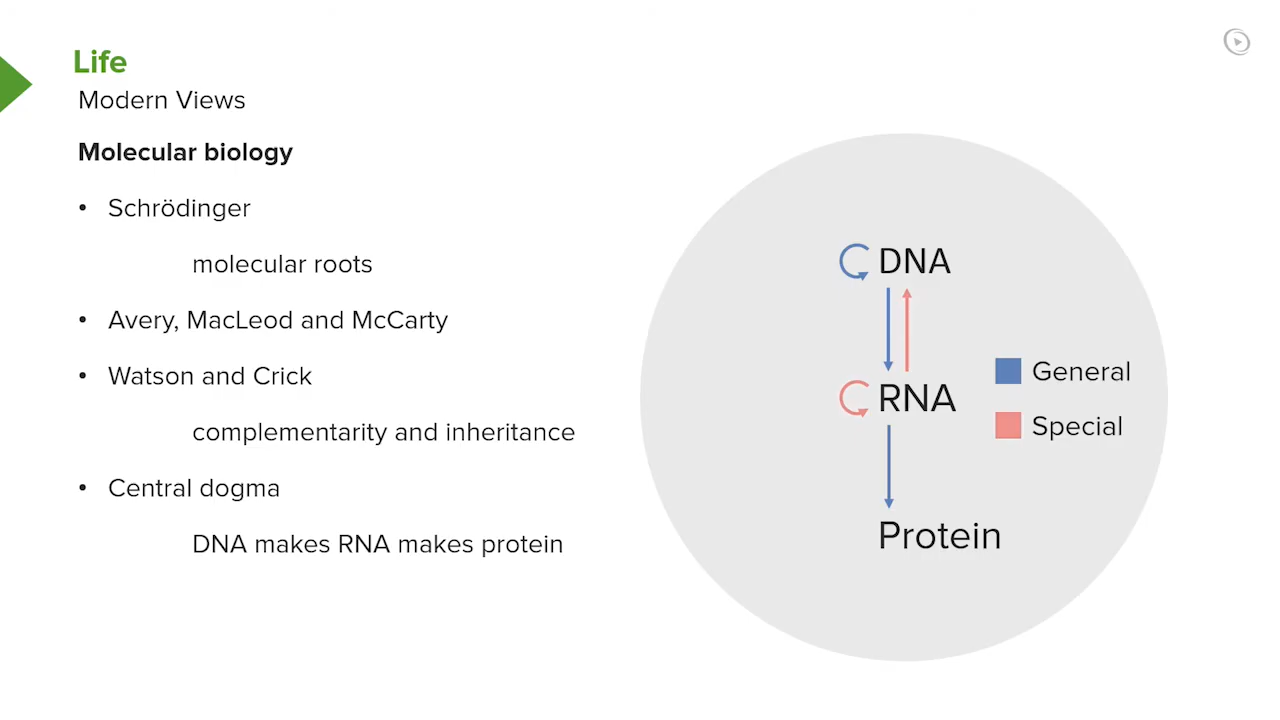 Life
Modern Views
Molecular biology
• Schrödinger
molecular roots
• Avery, MacLeod and McCarty
• Watson and Crick
complementarity and inheritance
• Central dogma
DNA makes RNA makes protein
DNA
RNA
Protein
General
Special